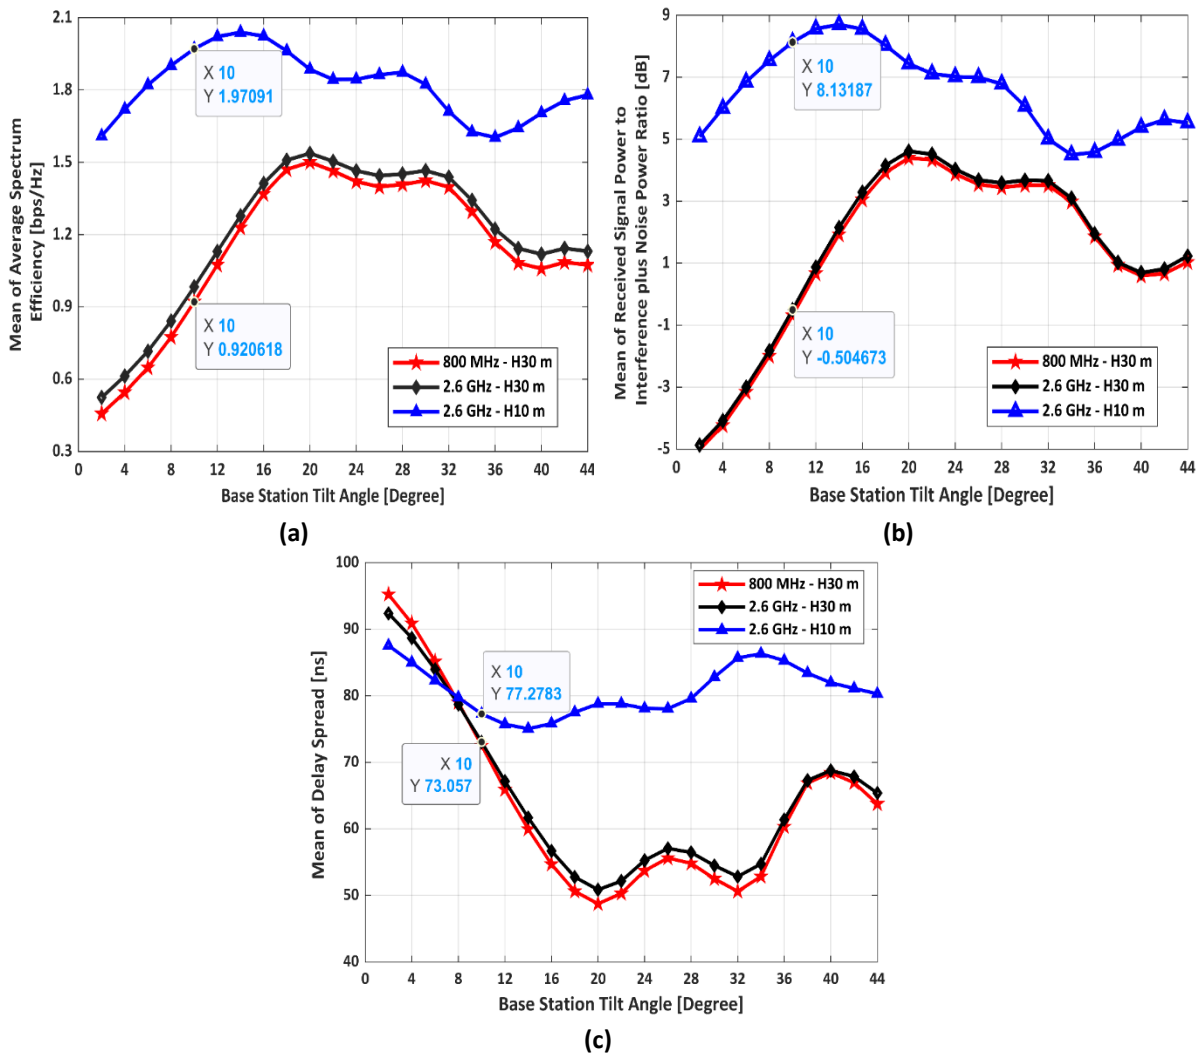 2.1
1.8
1.5
1.2
0.9
0.6
0.3
Mean of Average Spectrum
Efficiency [bps/Hz]
X 10
Y 1.97091
X 10
Y 0.920618
800 MHz - H30 m
2.6 GHz - H30 m
2.6 GHz - H10 m
0 4 8 12 16 20 24 28 32 36 40 44
Base Station Tilt Angle [Degree]
(a)
9
7
5
3
1
-1
-3
-5
Mean of Received Signal Power to
Interference plus Noise Power Ratio [dB]
X 10
Y 8.13187
X 10
Y -0.504673
800 MHz - H30 m
2.6 GHz - H30 m
2.6 GHz - H10 m
0 4 8 12 16 20 24 28 32 36 40 44
Base Station Tilt Angle [Degree]
(b)
100
90
80
70
60
50
40
Mean of Delay Spread [ns]
800 MHz - H30 m
2.6 GHz - H30 m
2.6 GHz - H10 m
X 10
Y 77.2783
X 10
Y 73.057
0 4 8 12 16 20 24 28 32 36 40 44
Base Station Tilt Angle [Degree]
(c)